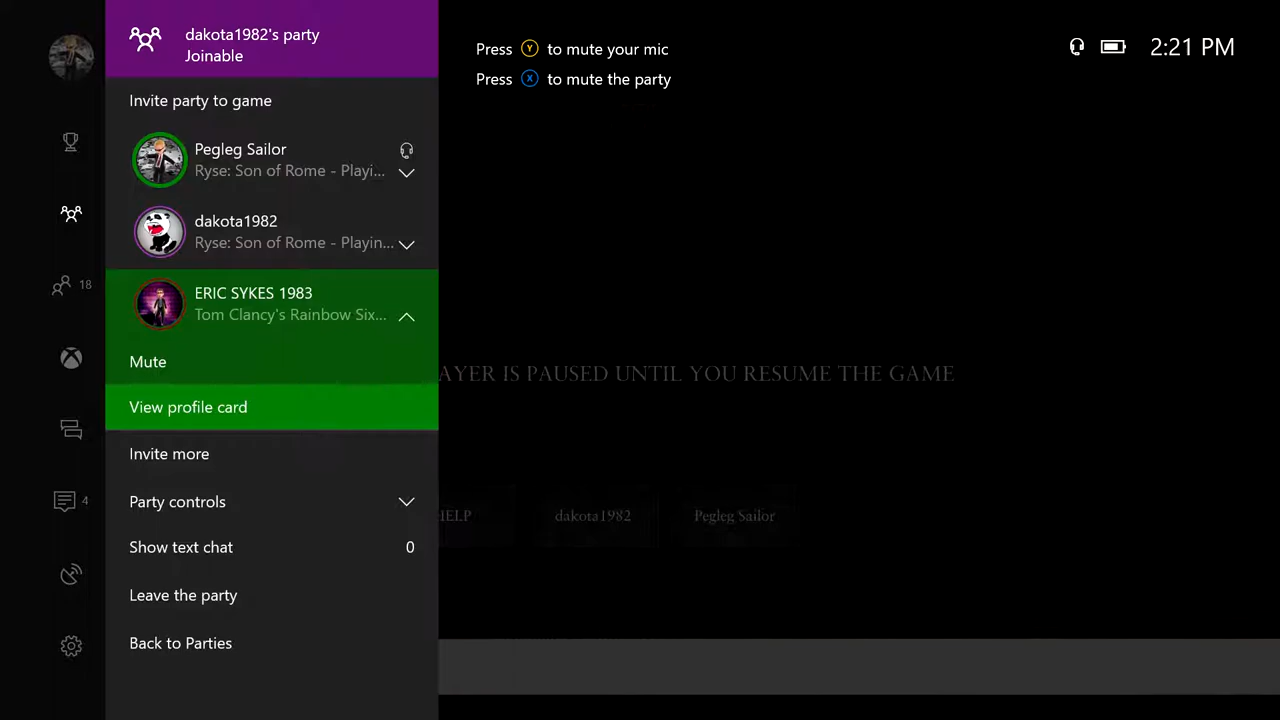 dakota1982's party
Joinable
Press Y to mute your mic
Press X to mute the party
2:21 PM
Invite party to game
Pegleg Sailor
Ryse: Son of Rome - Playi...
dakota1982
Ryse: Son of Rome - Playin...
18
ERIC SYKES 1983
Tom Clancy's Rainbow Six...
Mute
AYER IS PAUSED UNTIL YOU RESUME THE GAME
View profile card
Invite more
Party controls
4
HELP
dakota1982
Pegleg Sailor
Show text chat 0
Leave the party
Back to Parties